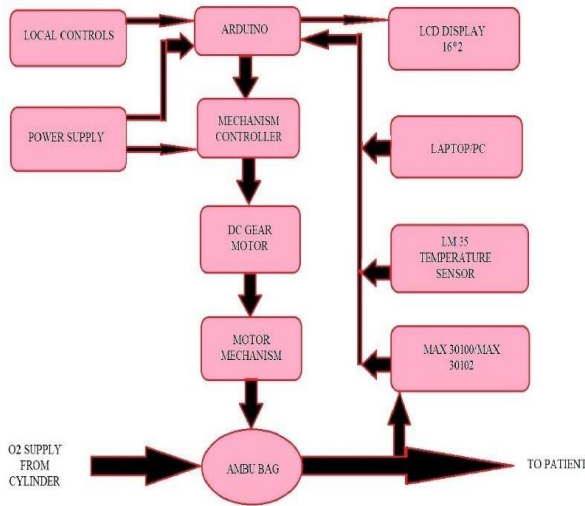 LOCAL CONTROLS
ARDUINO
LCD DISPLAY
16*2
POWER SUPPLY
MECHANISM
CONTROLLER
LAPTOP/PC
DC GEAR
MOTOR
LM 35
TEMPERATURE
SENSOR
MOTOR
MECHANISM
MAX 30100/MAX
30102
O2 SUPPLY
FROM
CYLINDER
AMBU BAG
TO PATIENT